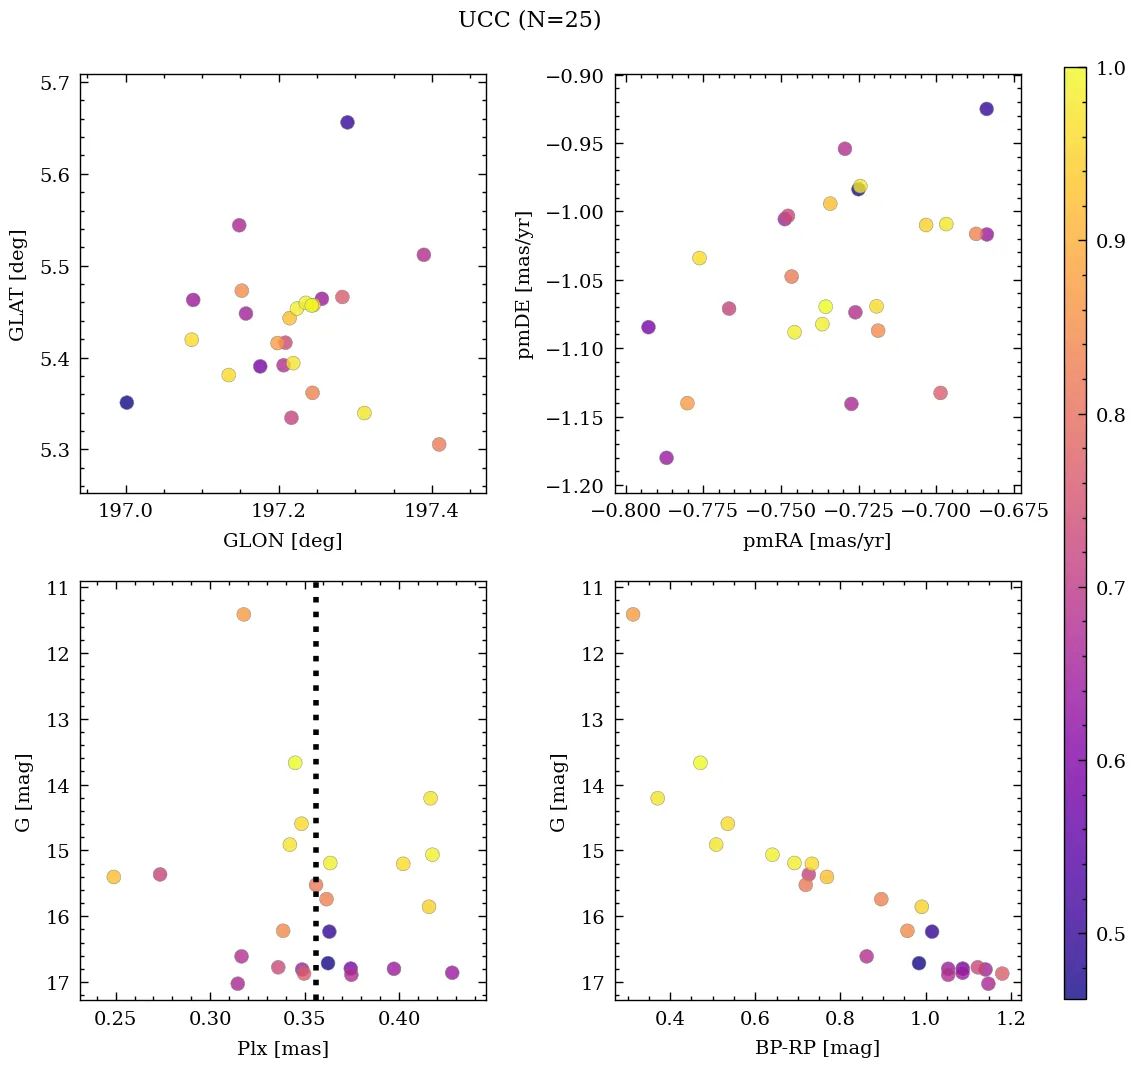 UCC (N=25)
5.7
5.6
5.5
5.4
5.3
GLAT [deg]
197.0 197.2 197.4
GLON [deg]
−0.90
−0.95
−1.00
−1.05
−1.10
−1.15
−1.20
pmDE [mas/yr]
−0.800 −0.775 −0.750 −0.725 −0.700 −0.675
pmRA [mas/yr]
11
12
13
14
15
16
17
G [mag]
0.25 0.30 0.35 0.40
Plx [mas]
11
12
13
14
15
16
17
G [mag]
0.4 0.6 0.8 1.0 1.2
BP-RP [mag]
1.0
0.9
0.8
0.7
0.6
0.5